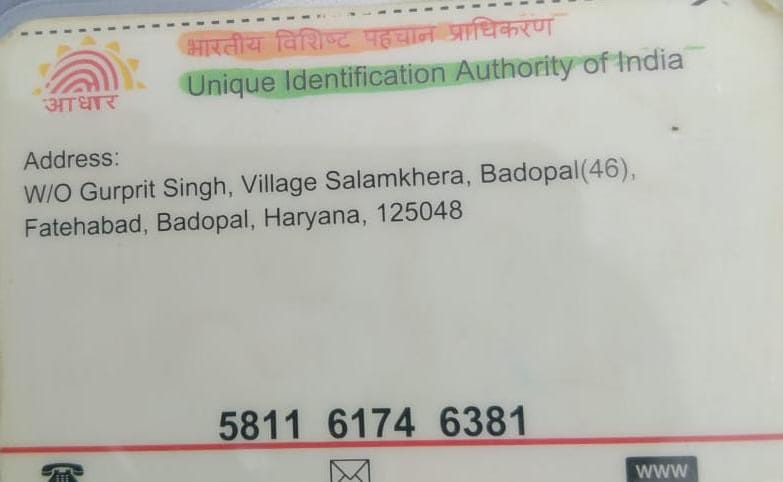 भारतीय विशिष्ट पहचान प्राधिकरण
Unique Identification Authority of India
आधार
Address:
W/O Gurprit Singh, Village Salamkhera, Badopal(46),
Fatehabad, Badopal, Haryana, 125048
5811 6174 6381
www